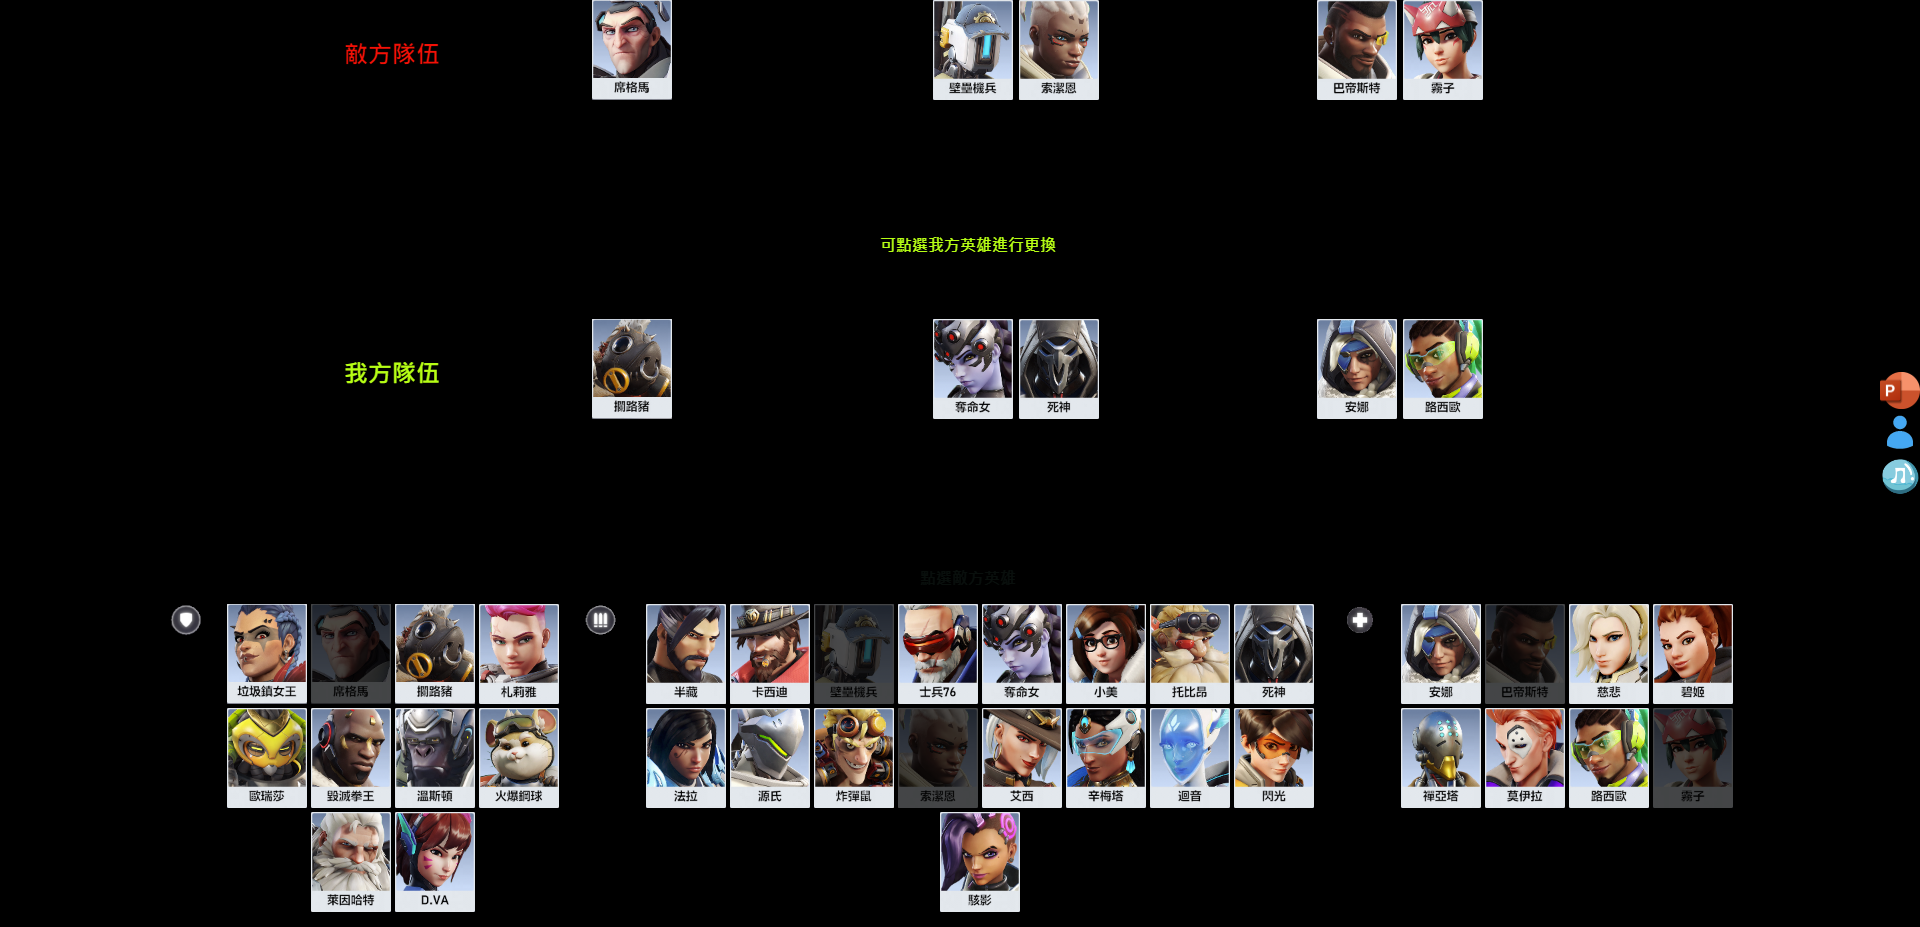 敵方隊伍
席格馬
壁壘機兵
索潔恩
巴帝斯特
霧子
可點選我方英雄進行更換
我方隊伍
攔路豬
奪命女
死神
安娜
路西歐
P
點選敵方英雄
垃圾鎮女王
席格馬
攔路豬
札莉雅
半藏
卡西迪
壁壘機兵
士兵76
奪命女
小美
托比昂
死神
安娜
巴帝斯特
慈悲
碧姬
歐瑞莎
毀滅拳王
溫斯頓
火爆鋼球
法拉
源氏
炸彈鼠
索潔恩
艾西
辛梅塔
迴音
閃光
禪亞塔
莫伊拉
路西歐
霧子
萊因哈特
D.VA
駭影